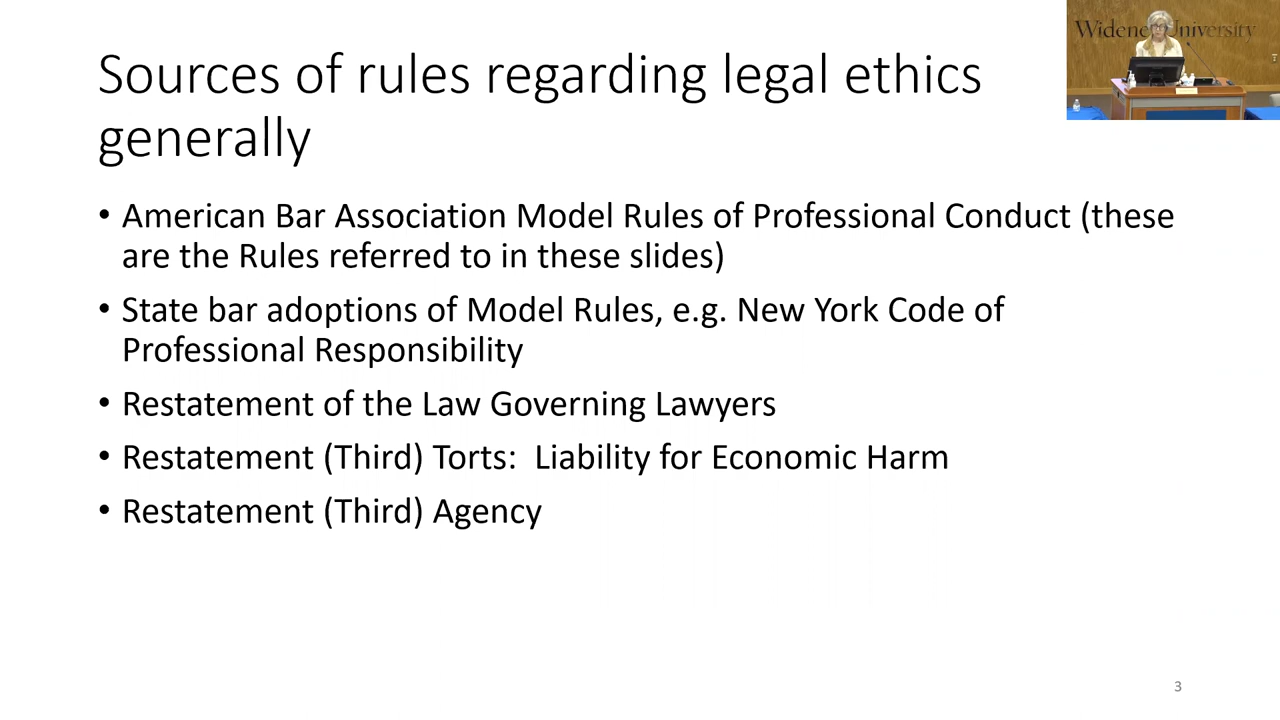 Sources of rules regarding legal ethics
generally
Widener University
• American Bar Association Model Rules of Professional Conduct (these
are the Rules referred to in these slides)
• State bar adoptions of Model Rules, e.g. New York Code of
Professional Responsibility
• Restatement of the Law Governing Lawyers
• Restatement (Third) Torts:  Liability for Economic Harm
• Restatement (Third) Agency
3